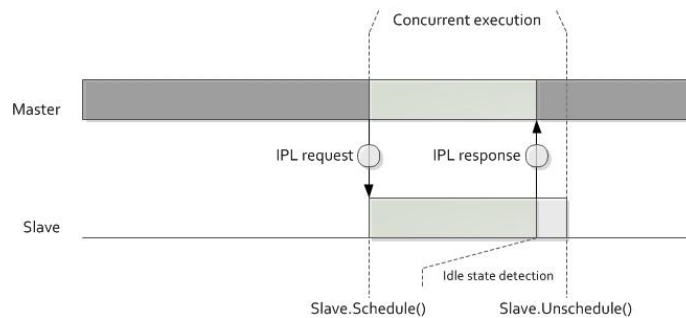 Concurrent execution
Master
IPL request
IPL response
Slave
Idle state detection
Slave.Schedule()
Slave.Unschedule()